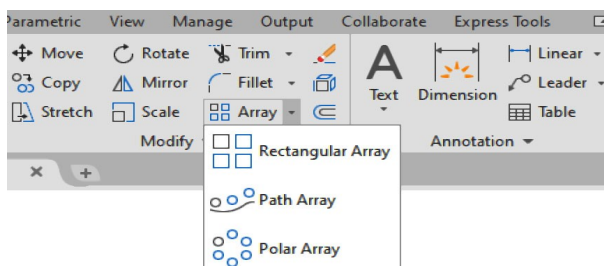 Parametric View Manage Output Collaborate Express Tools
Move Rotate Trim Linear
Copy Mirror Fillet Text Dimension Leader
Stretch Scale Array Table
Modify Annotation
Rectangular Array
Path Array
Polar Array